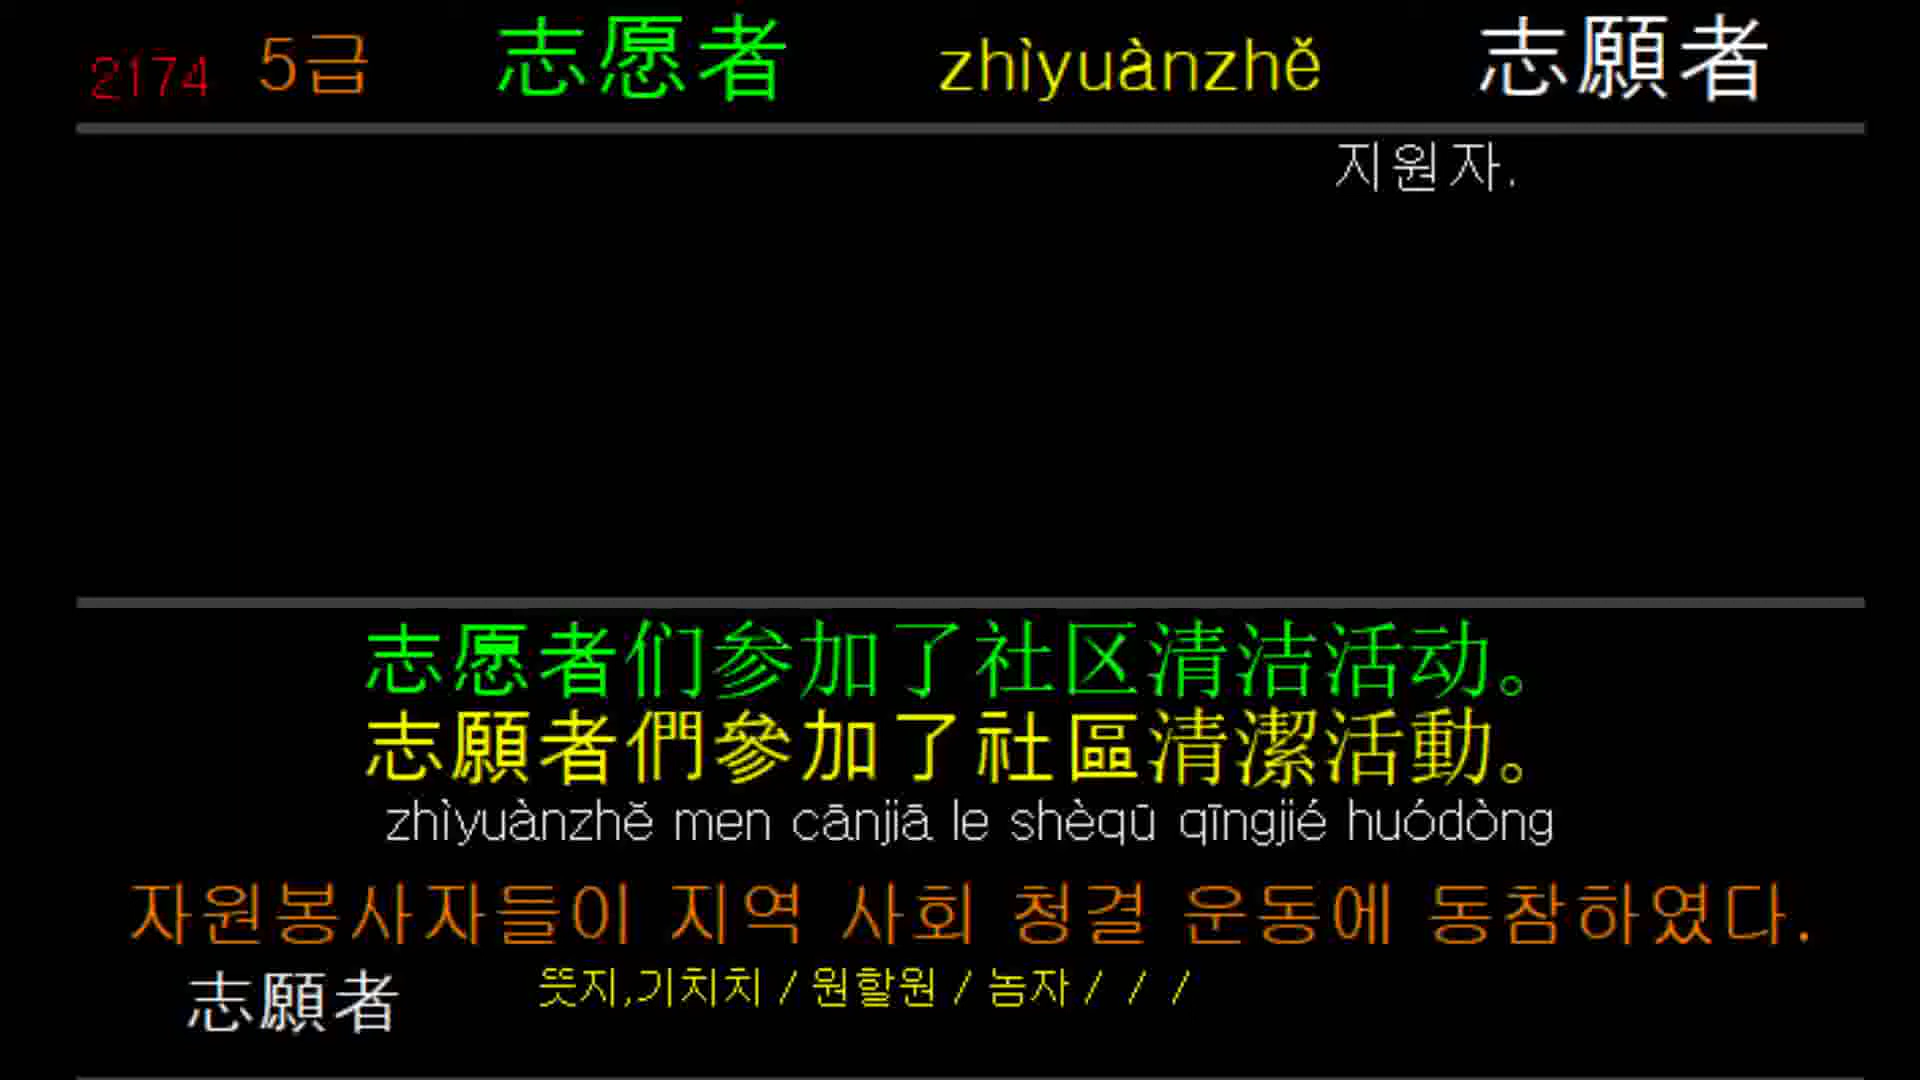 2174 5급 志愿者 zhìyuànzhě 志願者
지원자.
志愿者们参加了社区清洁活动。
志願者們參加了社區清潔活動。
zhìyuànzhě men cānjiā le shèqū qīngjié huódòng
자원봉사자들이 지역 사회 청결 운동에 동참하였다.
志願者 뜻지,기치치 / 원할원 / 놈자 / / /